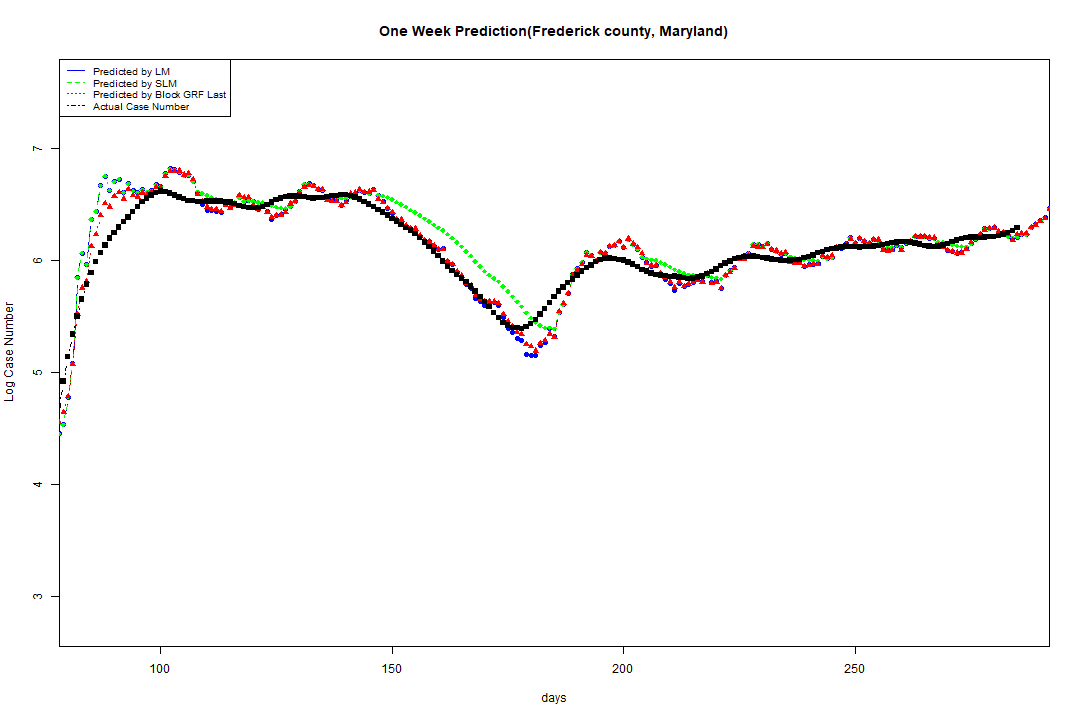 One Week Prediction(Frederick county, Maryland)
Predicted by LM
Predicted by SLM
Predicted by Block GRF Last
Actual Case Number
7
6
5
4
3
Log Case Number
100 150 200 250
days